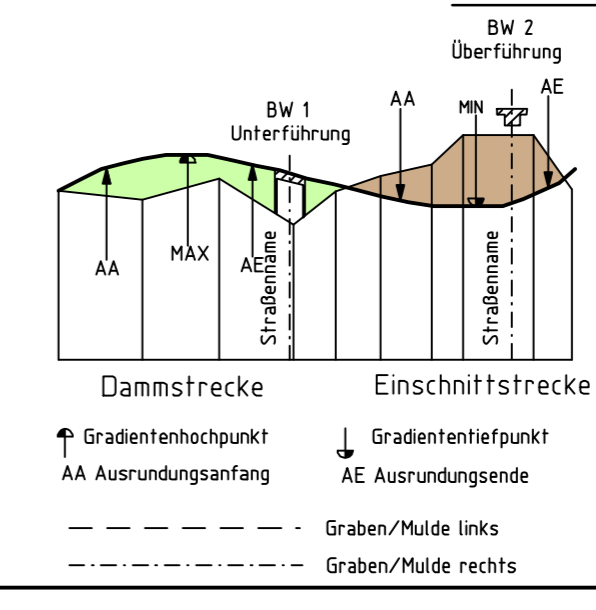 BW 2
Überführung
BW 1
Unterführung
AA
MIN
AE
AA
MAX
AE
Straßenname
Straßenname
Dammstrecke
Einschnittstrecke
Gradientenhochpunkt
Gradiententiefpunkt
AA Ausrundungsanfang
AE Ausrundungsende
Graben/Mulde links
Graben/Mulde rechts